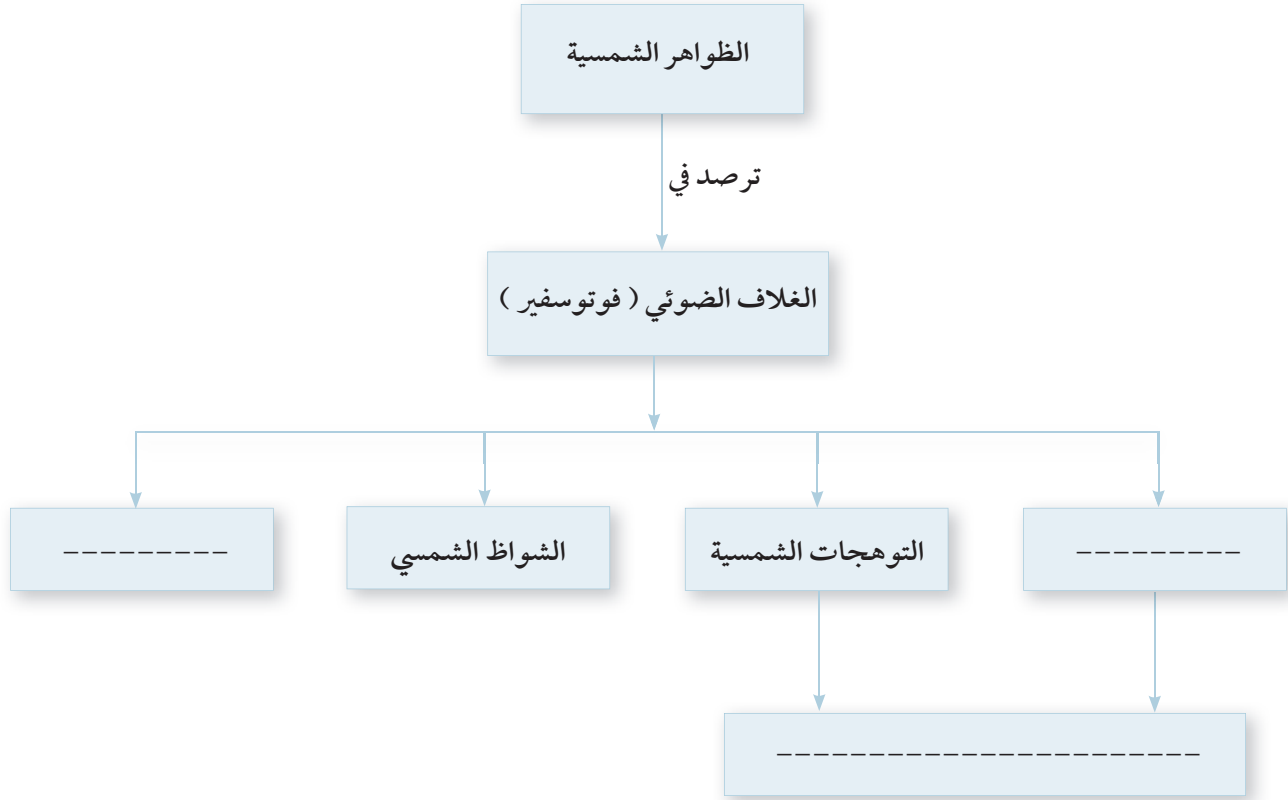 الظواهر الشمسية
ترصد في
الغلاف الضوئي ( فوتوسفير )
---------
التوهجات الشمسية
الشواظ الشمسي
---------
-----------------------